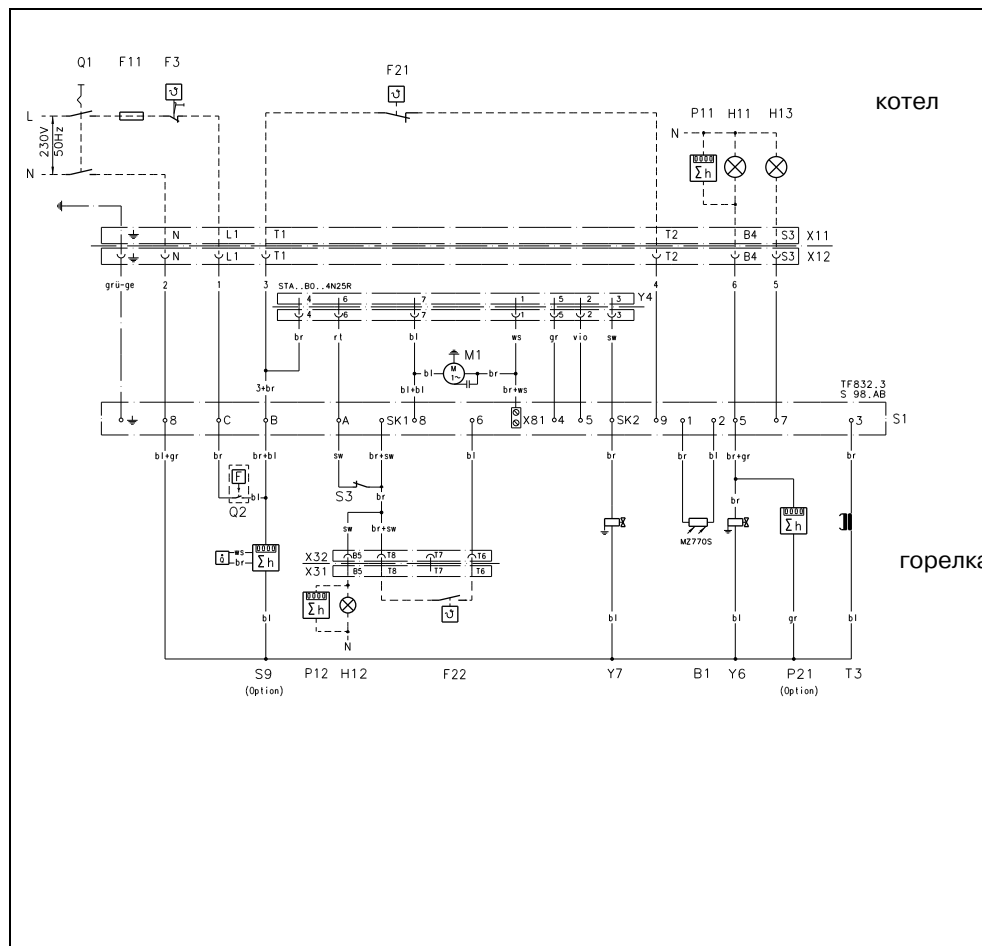 Q1 F11 F3
F21
котел
P11 H11 H13
L
N
230V
50Hz
N
Σh
N L1 T1 T2 B4 S3 X11
N L1 T1 T2 B4 S3 X12
grü-ge 2 1 3 4 6 5
STA..BO..4N25R
4 6 7 1 5 2 3 Y4
4 6 7 1 5 2 3
br rt bl ws gr vio sw
bl M 1~ br M1
3+br bl+bl br+ws
TF832.3
S 98.AB
8 C B A SK1 8 6 X81 4 5 SK2 9 1 2 5 7 3 S1
bl+gr br br+bl sw br+sw bl br br bl br+gr br
F
Q2
bl
S3
br
br
sw br+sw
MZ770S
Σh
ws
br
Σh
X32 B5 T8 T7 T6
X31 B5 T8 T7 T6
горелка
Σh
N
bl bl bl gr bl
S9 P12 H12 F22 Y7 B1 Y6 P21 T3
(Option) (Option)